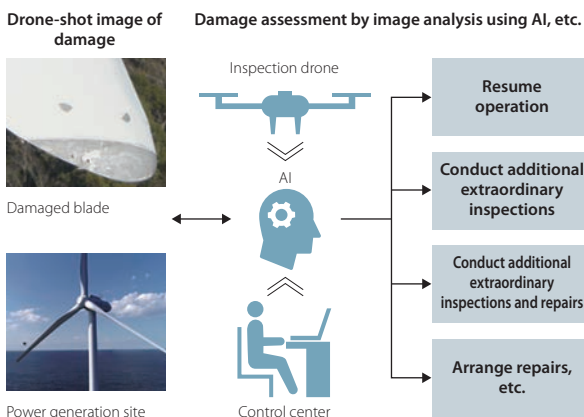 Drone-shot image of
damage
Damage assessment by image analysis using AI, etc.
Inspection drone
AI
Control center
Damaged blade
Power generation site
Resume
operation
Conduct additional
extraordinary
inspections
Conduct additional
extraordinary
inspections and repairs
Arrange repairs,
etc.